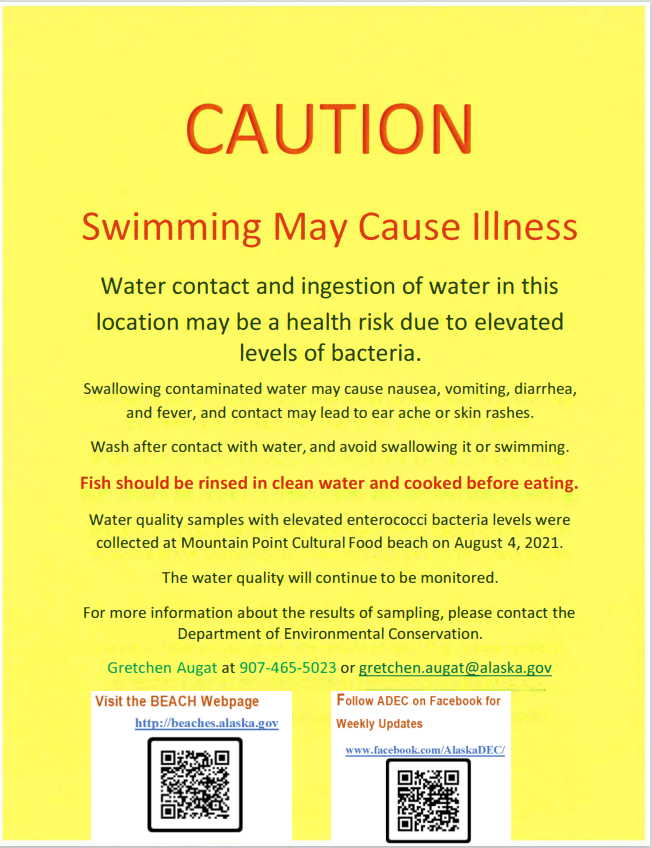 CAUTION
Swimming May Cause Illness
Water contact and ingestion of water in this
location may be a health risk due to elevated
levels of bacteria.
Swallowing contaminated water may cause nausea, vomiting, diarrhea,
and fever, and contact may lead to ear ache or skin rashes.
Wash after contact with water, and avoid swallowing it or swimming.
Fish should be rinsed in clean water and cooked before eating.
Water quality samples with elevated enterococci bacteria levels were
collected at Mountain Point Cultural Food beach on August 4, 2021.
The water quality will continue to be monitored.
For more information about the results of sampling, please contact the
Department of Environmental Conservation.
Gretchen Augat at 907-465-5023 or gretchen.augat@alaska.gov
Visit the BEACH Webpage
http://beaches.alaska.gov
Follow ADEC on Facebook for
Weekly Updates
www.facebook.com/AlaskaDEC/